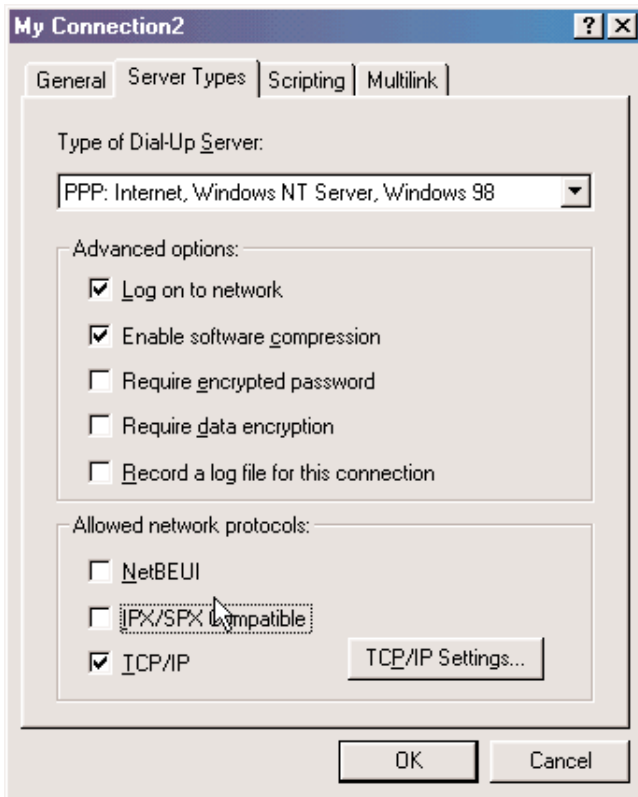 My Connection2
General Server Types Scripting Multilink
Type of Dial-Up Server:
PPP: Internet, Windows NT Server, Windows 98
Advanced options:
Log on to network
Enable software compression
Require encrypted password
Require data encryption
Record a log file for this connection
Allowed network protocols:
NetBEUI
IPX/SPX Compatible
TCP/IP TCP/IP Settings...
OK Cancel